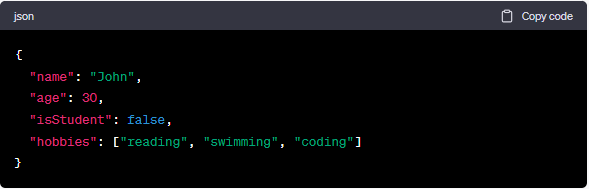 json Copy code
{
  "name": "John",
  "age": 30,
  "isStudent": false,
  "hobbies": ["reading", "swimming", "coding"]
}